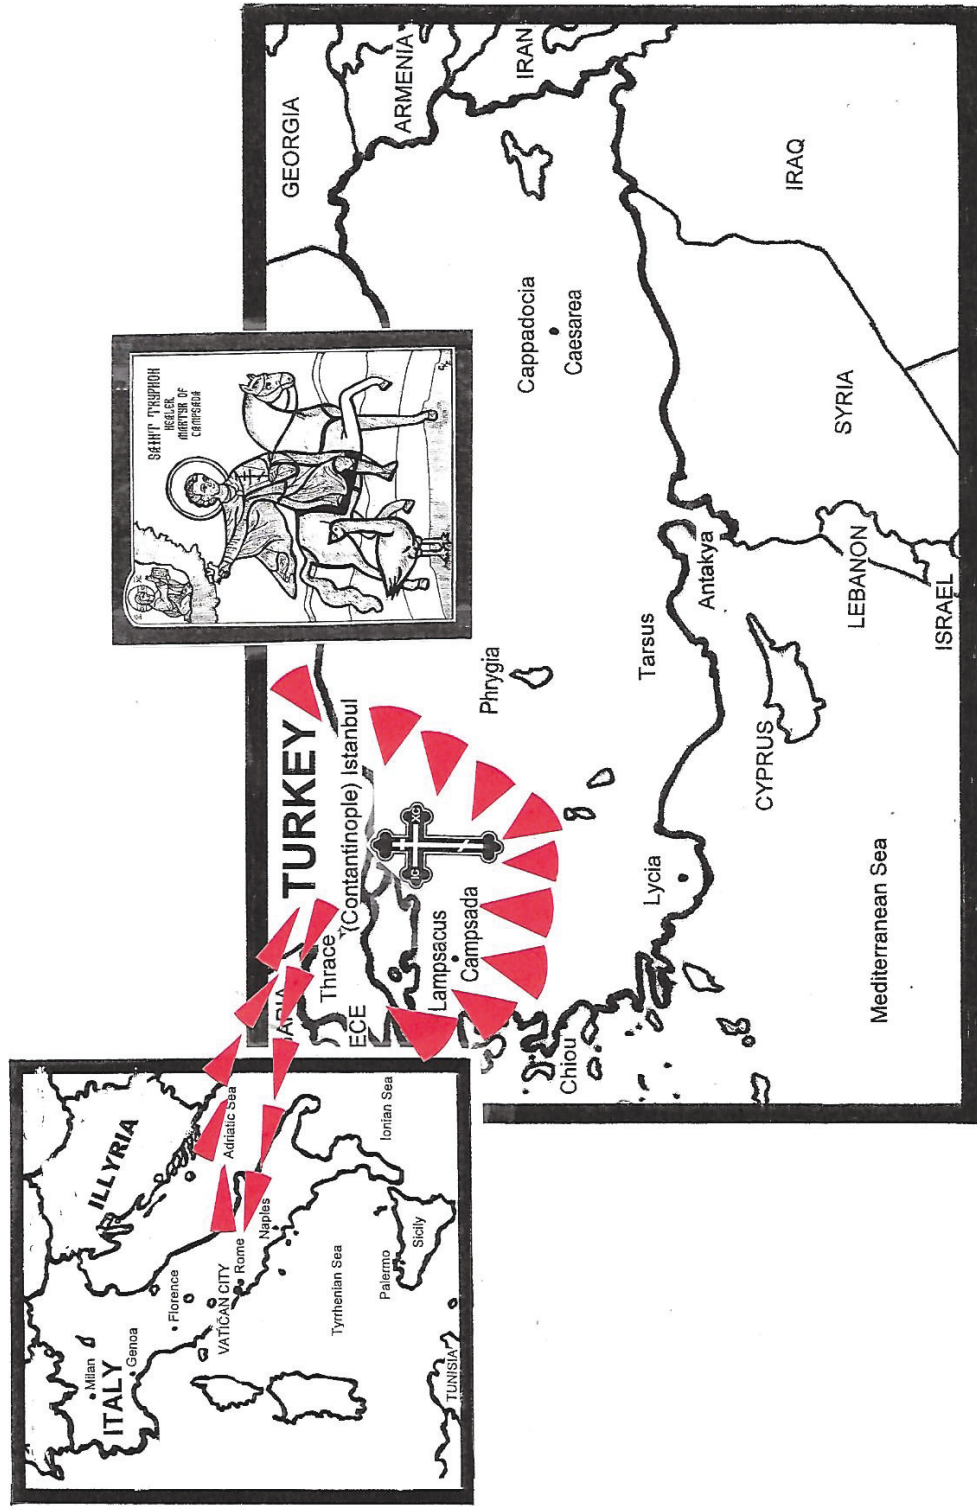 ITALY
Milan
Genoa
Florence
VATICAN CITY
Rome
Naples
ILLYRIA
Adriatic Sea
Tyrrhenian Sea
Ionian Sea
Palermo
Sicily
TUNISIA
SAINT TRYPHON
HEALER
MARTYR OF
CAMPSADA
GARIA
TURKEY
Thrace
(Contantinople) Istanbul
ECE
IC
XC
Lampsacus
Campsada
Chiou
Phrygia
Lycia
Tarsus
Antakya
Cappadocia
Caesarea
GEORGIA
ARMENIA
IRAN
IRAQ
SYRIA
LEBANON
ISRAEL
CYPRUS
Mediterranean Sea